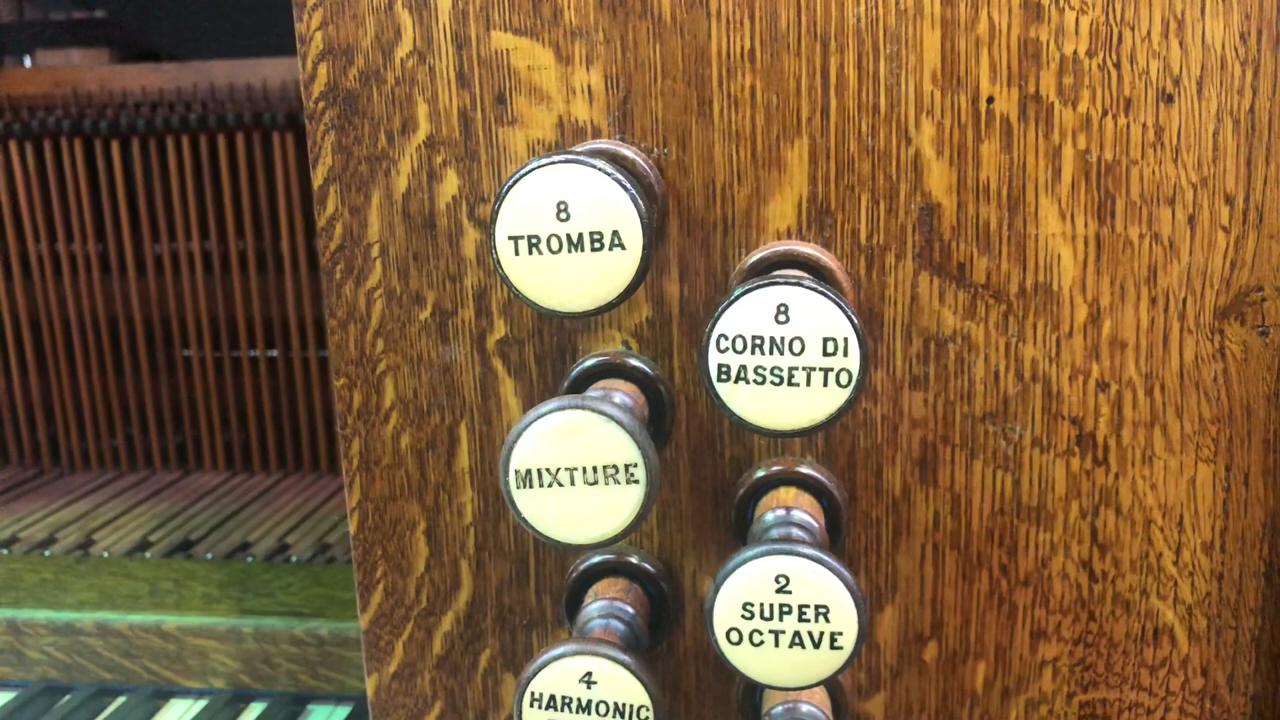 8
TROMBA
8
CORNO DI
BASSETTO
MIXTURE
2
SUPER
OCTAVE
4
HARMONIC